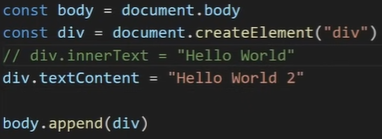 const body = document.body
const div = document.createElement("div")
// div.innerText = "Hello World"
div.textContent = "Hello World 2"
body.append(div)